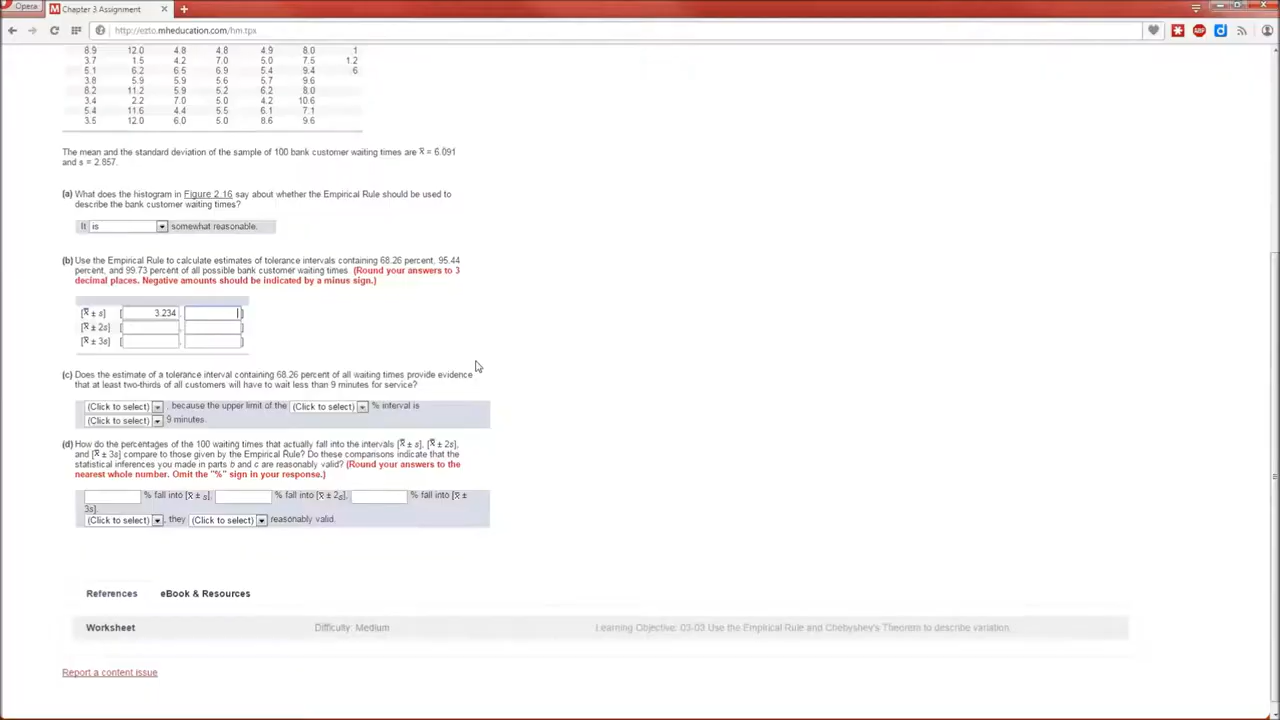 Opera
Chapter 3 Assignment
http://ezto.mheducation.com/hm.tpx
8.9 12.0 4.8 4.8 4.9 8.0 1
3.7 1.5 4.2 7.0 5.0 7.5 1.2
5.1 6.2 6.5 6.9 5.4 9.4 6
3.8 5.9 5.9 5.6 5.7 9.6
8.2 11.2 5.9 5.2 6.2 8.0
3.4 2.2 7.0 5.0 4.2 10.6
5.4 11.6 4.4 5.5 6.1 7.1
3.5 12.0 6.0 5.0 8.6 9.6
The mean and the standard deviation of the sample of 100 bank customer waiting times are x̅ = 6.091
and s = 2.857.
(a) What does the histogram in Figure 2.16 say about whether the Empirical Rule should be used to
describe the bank customer waiting times?
It is somewhat reasonable.
(b) Use the Empirical Rule to calculate estimates of tolerance intervals containing 68.26 percent, 95.44
percent, and 99.73 percent of all possible bank customer waiting times. (Round your answers to 3
decimal places. Negative amounts should be indicated by a minus sign.)
[x̅ ± s] [ 3.234 , ]
[x̅ ± 2s] [ , ]
[x̅ ± 3s] [ , ]
(c) Does the estimate of a tolerance interval containing 68.26 percent of all waiting times provide evidence
that at least two-thirds of all customers will have to wait less than 9 minutes for service?
(Click to select) , because the upper limit of the (Click to select) % interval is
(Click to select) 9 minutes.
(d) How do the percentages of the 100 waiting times that actually fall into the intervals [x̅ ± s], [x̅ ± 2s],
and [x̅ ± 3s] compare to those given by the Empirical Rule? Do these comparisons indicate that the
statistical inferences you made in parts b and c are reasonably valid? (Round your answers to the
nearest whole number. Omit the "%" sign in your response.)
% fall into [x̅ ± s], % fall into [x̅ ± 2s], % fall into [x̅ ±
3s].
(Click to select) , they (Click to select) reasonably valid.
References eBook & Resources
Worksheet Difficulty: Medium Learning Objective: 03-03 Use the Empirical Rule and Chebyshev's Theorem to describe variation.
Report a content issue